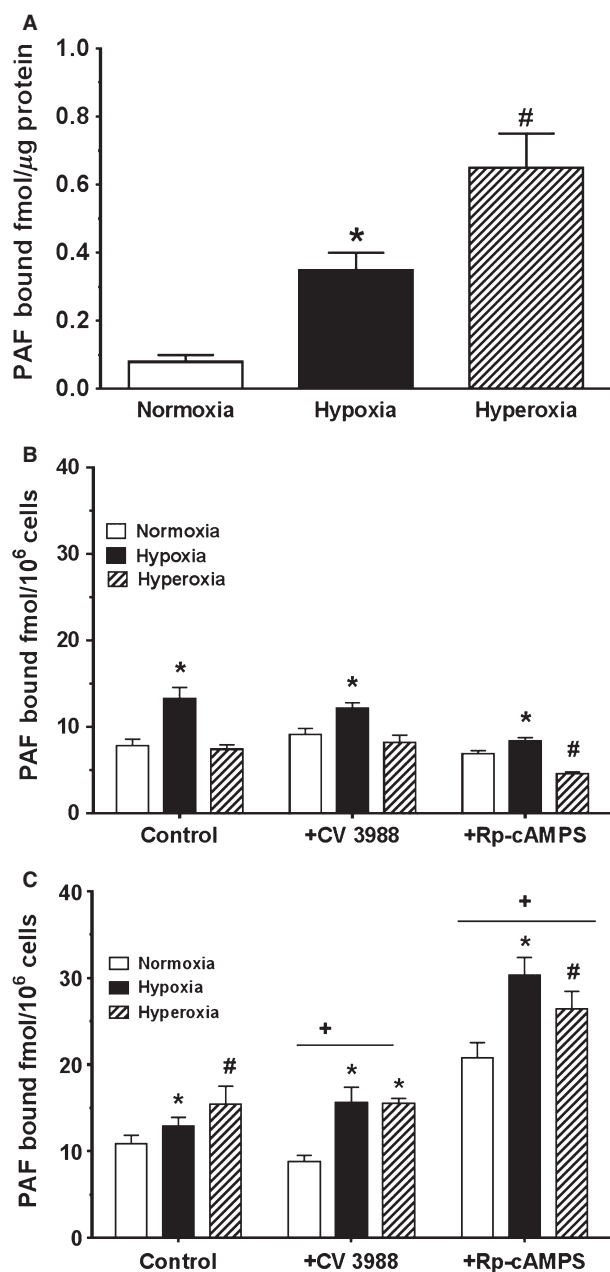 A
PAF bound fmol/µg protein
1.0
0.8
0.6
0.4
0.2
0.0
*
#
Normoxia Hypoxia Hyperoxia
B
PAF bound fmol/10⁶ cells
40
30
20
10
0
Normoxia
Hypoxia
Hyperoxia
* * * #
Control +CV 3988 +Rp-cAMPS
C
PAF bound fmol/10⁶ cells
40
30
20
10
0
Normoxia
Hypoxia
Hyperoxia
+
* #
+
* *
* #
Control +CV 3988 +Rp-cAMPS